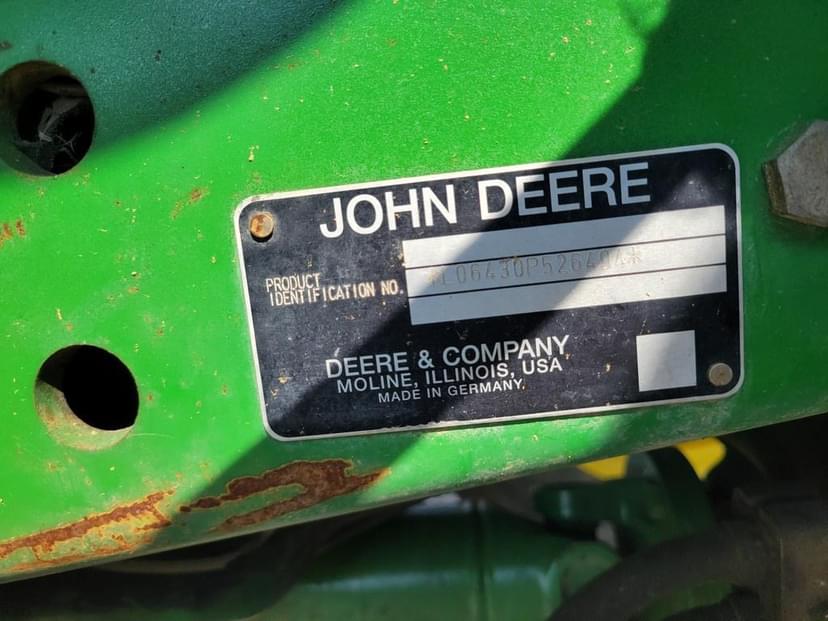 JOHN DEERE
PRODUCT
IDENTIFICATION NO.
*L06430P526494*
DEERE & COMPANY
MOLINE, ILLINOIS, USA
MADE IN GERMANY